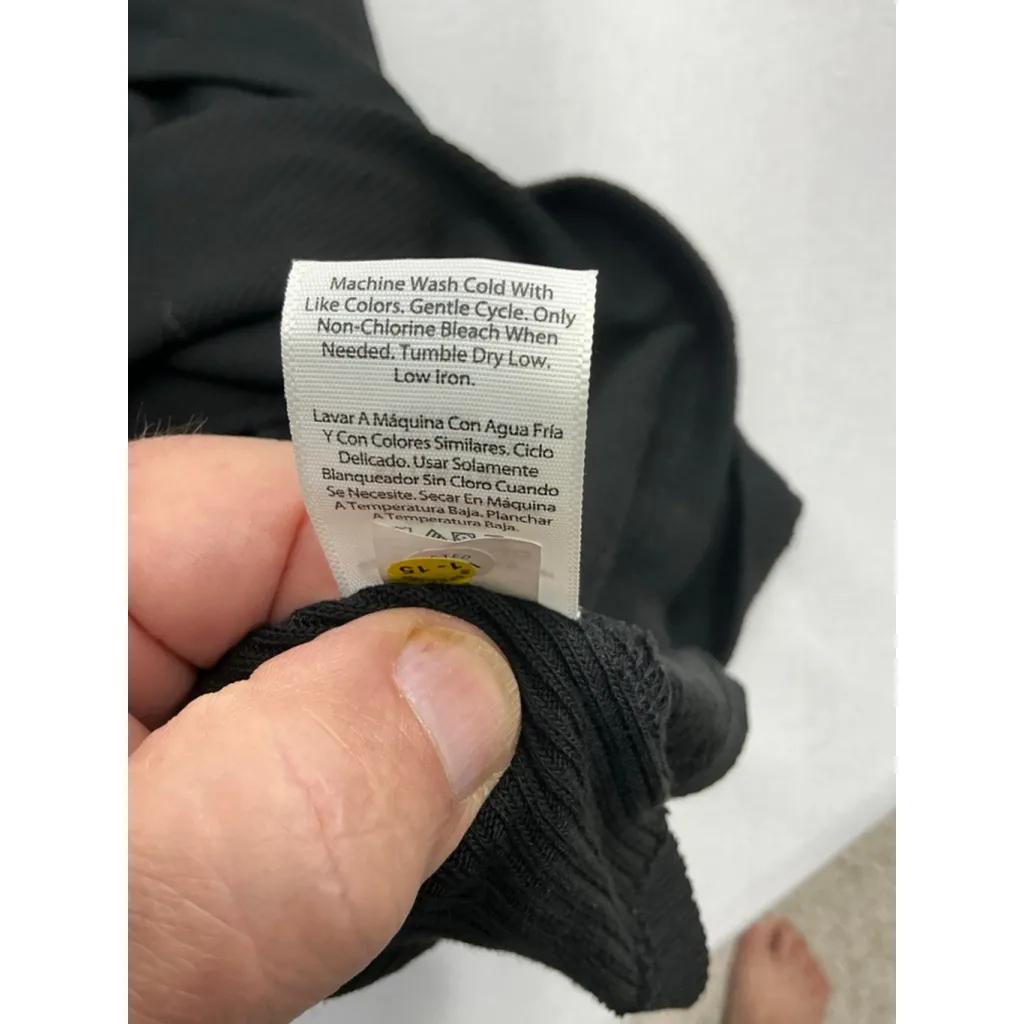 Machine Wash Cold With
Like Colors. Gentle Cycle. Only
Non-Chlorine Bleach When
Needed. Tumble Dry Low.
Low Iron.
Lavar A Máquina Con Agua Fría
Y Con Colores Similares. Ciclo
Delicado. Usar Solamente
Blanqueador Sin Cloro Cuando
Se Necesite. Secar En Máquina
A Temperatura Baja. Planchar
A Temperatura Baja.
1-15